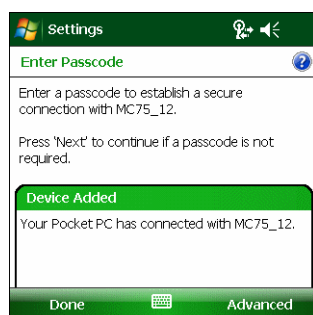 Settings
Enter Passcode
Enter a passcode to establish a secure
connection with MC75_12.
Press 'Next' to continue if a passcode is not
required.
Device Added
Your Pocket PC has connected with MC75_12.
Done
Advanced